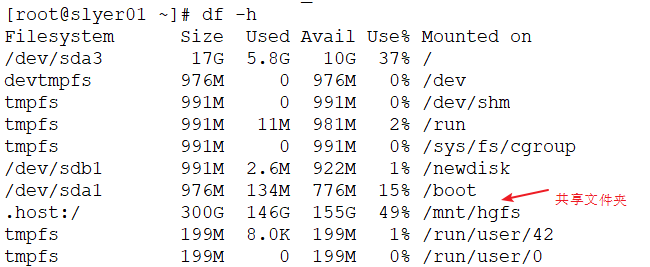 [root@slyer01 ~]# df -h
Filesystem      Size  Used Avail Use% Mounted on
/dev/sda3        17G  5.8G   10G  37% /
devtmpfs        976M     0  976M   0% /dev
tmpfs           991M     0  991M   0% /dev/shm
tmpfs           991M   11M  981M   2% /run
tmpfs           991M     0  991M   0% /sys/fs/cgroup
/dev/sdb1       991M  2.6M  922M   1% /newdisk
/dev/sda1       976M  134M  776M  15% /boot
.host:/         300G  146G  155G  49% /mnt/hgfs 共享文件夹
tmpfs           199M  8.0K  199M   1% /run/user/42
tmpfs           199M     0  199M   0% /run/user/0